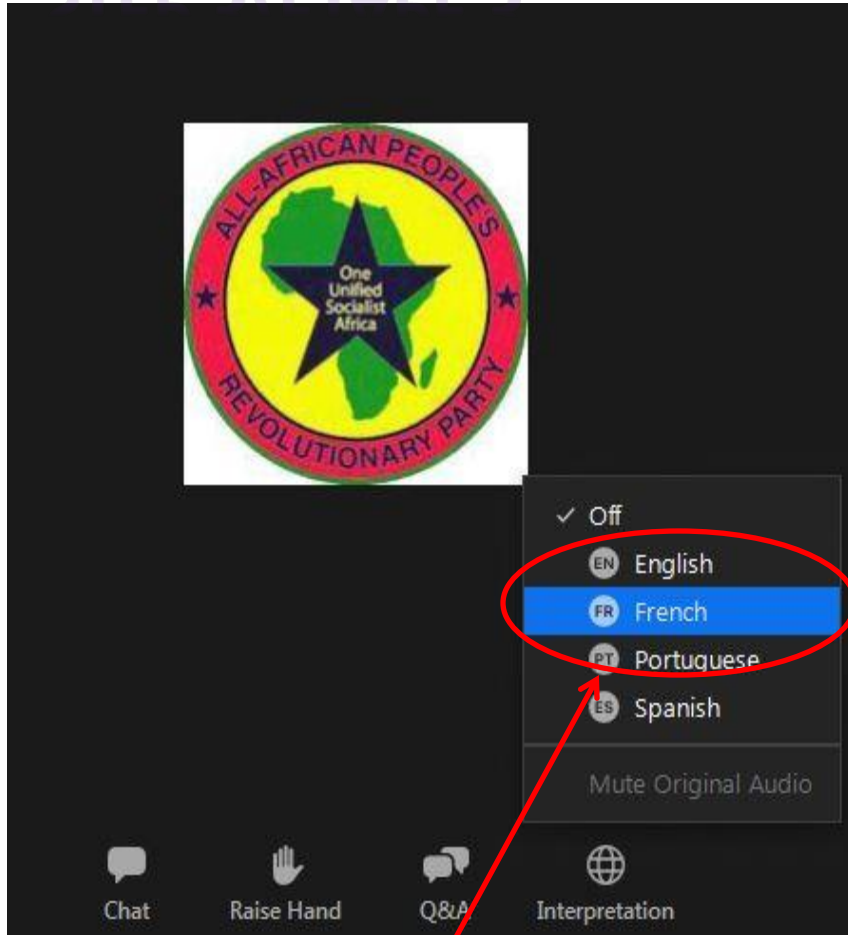 ALL-AFRICAN PEOPLE'S
One
Unified
Socialist
Africa
REVOLUTIONARY PARTY
Off
EN English
FR French
PT Portuguese
ES Spanish
Mute Original Audio
Chat Raise Hand Q&A Interpretation